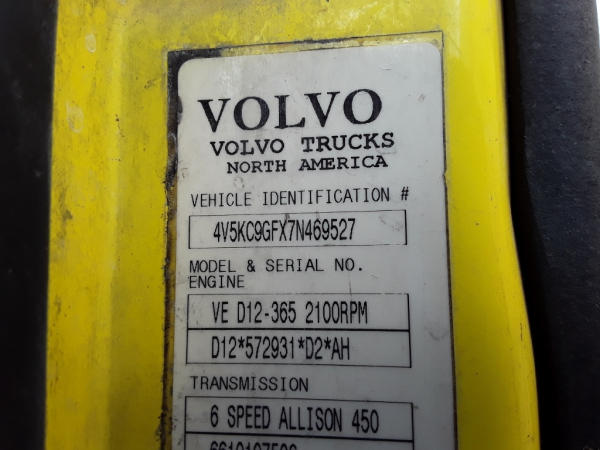 VOLVO
VOLVO TRUCKS
NORTH AMERICA
VEHICLE IDENTIFICATION #
4V5KC9GFX7N469527
MODEL & SERIAL NO.
ENGINE
VE D12-365 2100RPM
D12*572931*D2*AH
TRANSMISSION
6 SPEED ALLISON 450